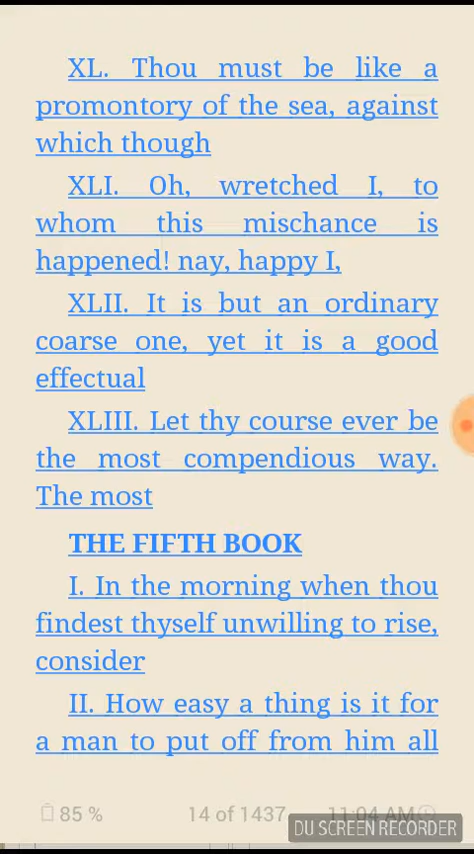 XL. Thou must be like a
promontory of the sea, against
which though
XLI. Oh, wretched I, to
whom this mischance is
happened! nay, happy I,
XLII. It is but an ordinary
coarse one, yet it is a good
effectual
XLIII. Let thy course ever be
the most compendious way.
The most
THE FIFTH BOOK
I. In the morning when thou
findest thyself unwilling to rise,
consider
II. How easy a thing is it for
a man to put off from him all
85 % 14 of 1437 11:04 AM
DU SCREEN RECORDER